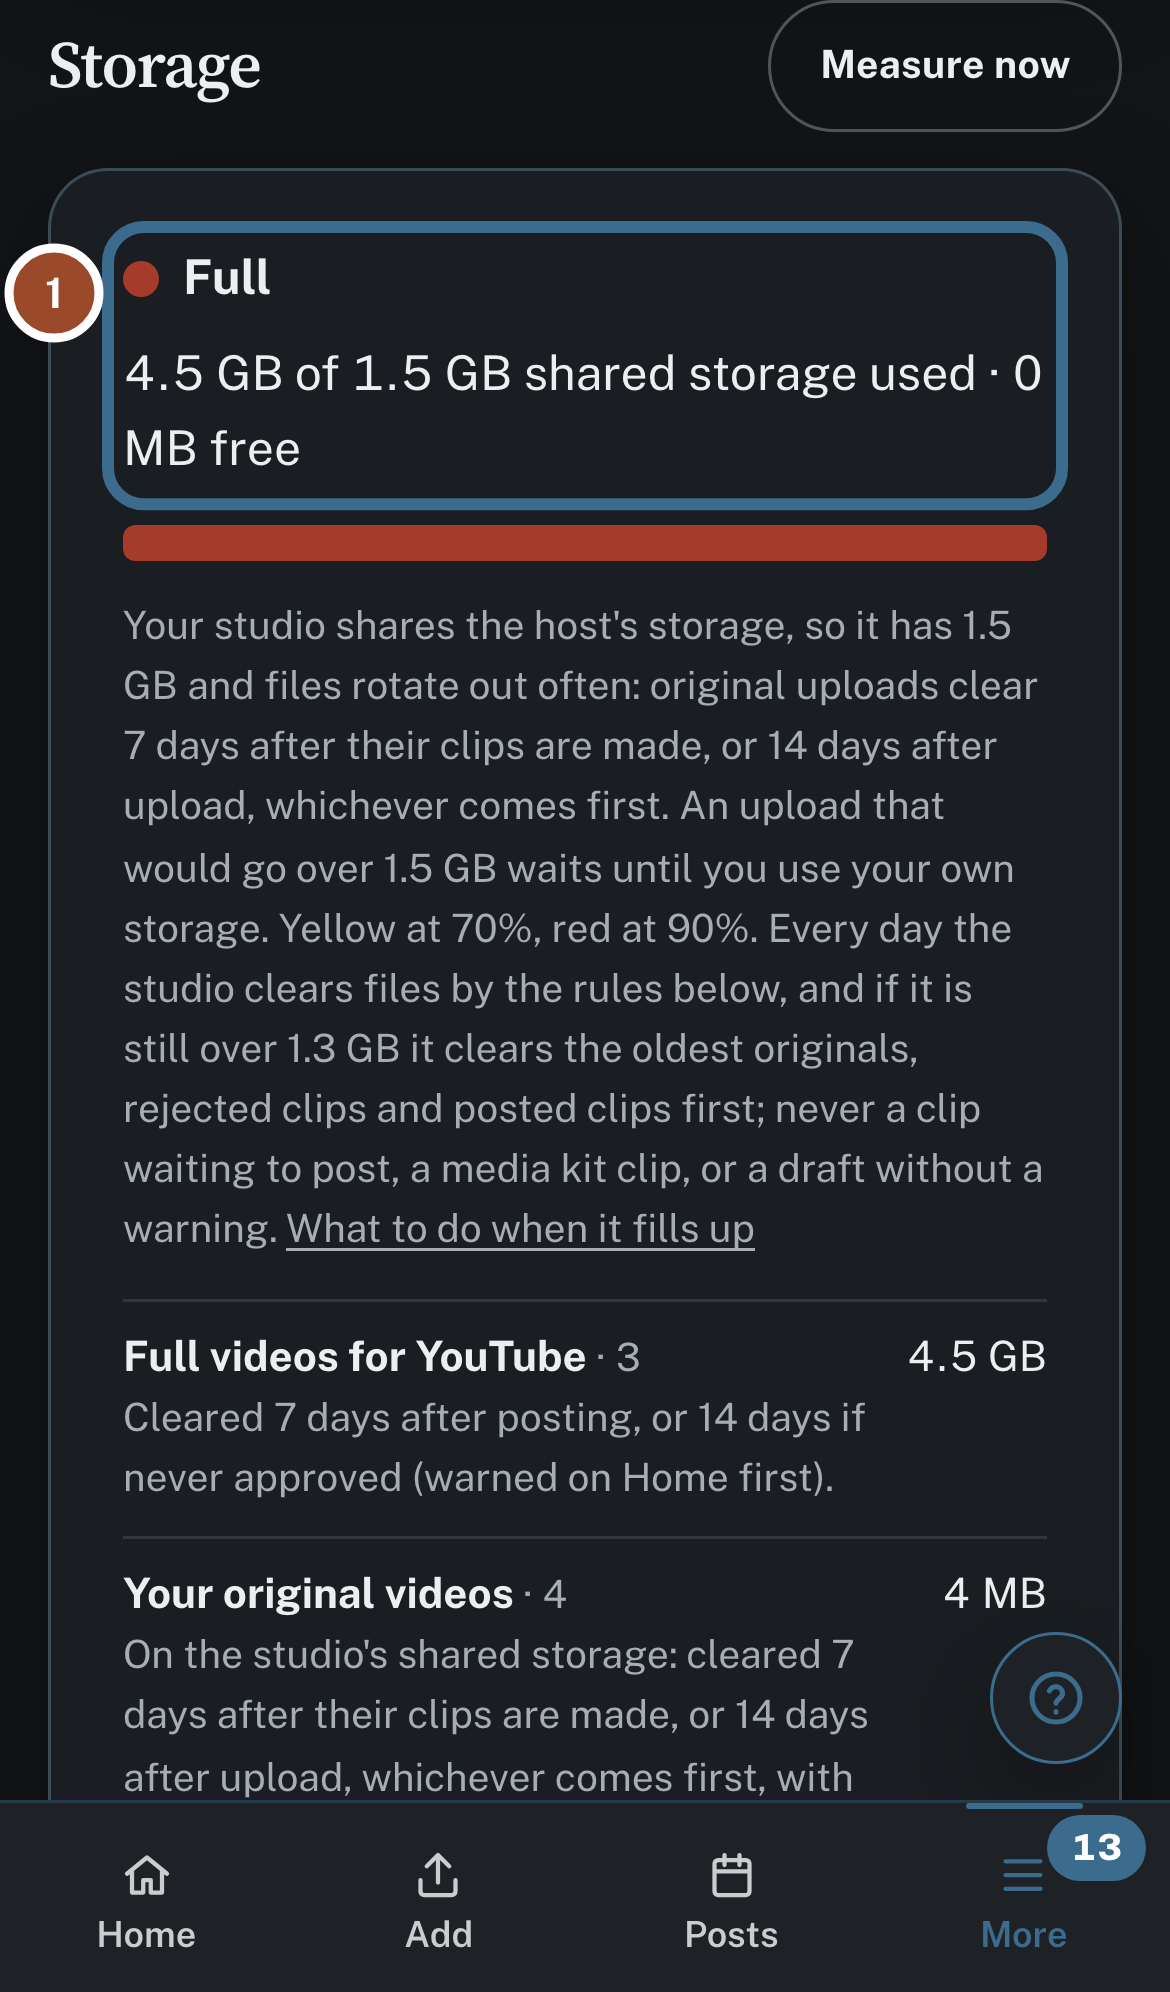 Storage
Measure now
1
Full
4.5 GB of 1.5 GB shared storage used · 0
MB free
Your studio shares the host's storage, so it has 1.5
GB and files rotate out often: original uploads clear
7 days after their clips are made, or 14 days after
upload, whichever comes first. An upload that
would go over 1.5 GB waits until you use your own
storage. Yellow at 70%, red at 90%. Every day the
studio clears files by the rules below, and if it is
still over 1.3 GB it clears the oldest originals,
rejected clips and posted clips first; never a clip
waiting to post, a media kit clip, or a draft without a
warning. What to do when it fills up
Full videos for YouTube · 3
4.5 GB
Cleared 7 days after posting, or 14 days if
never approved (warned on Home first).
Your original videos · 4
4 MB
On the studio's shared storage: cleared 7
days after their clips are made, or 14 days
after upload, whichever comes first, with
13
Home
Add
Posts
More